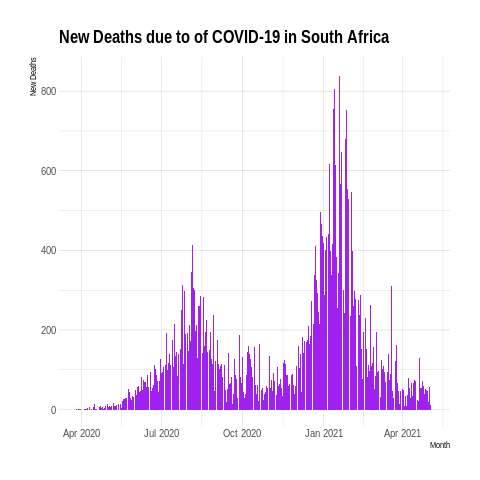 New Deaths due to of COVID-19 in South Africa
New Deaths
800
600
400
200
0
Apr 2020 Jul 2020 Oct 2020 Jan 2021 Apr 2021
Month